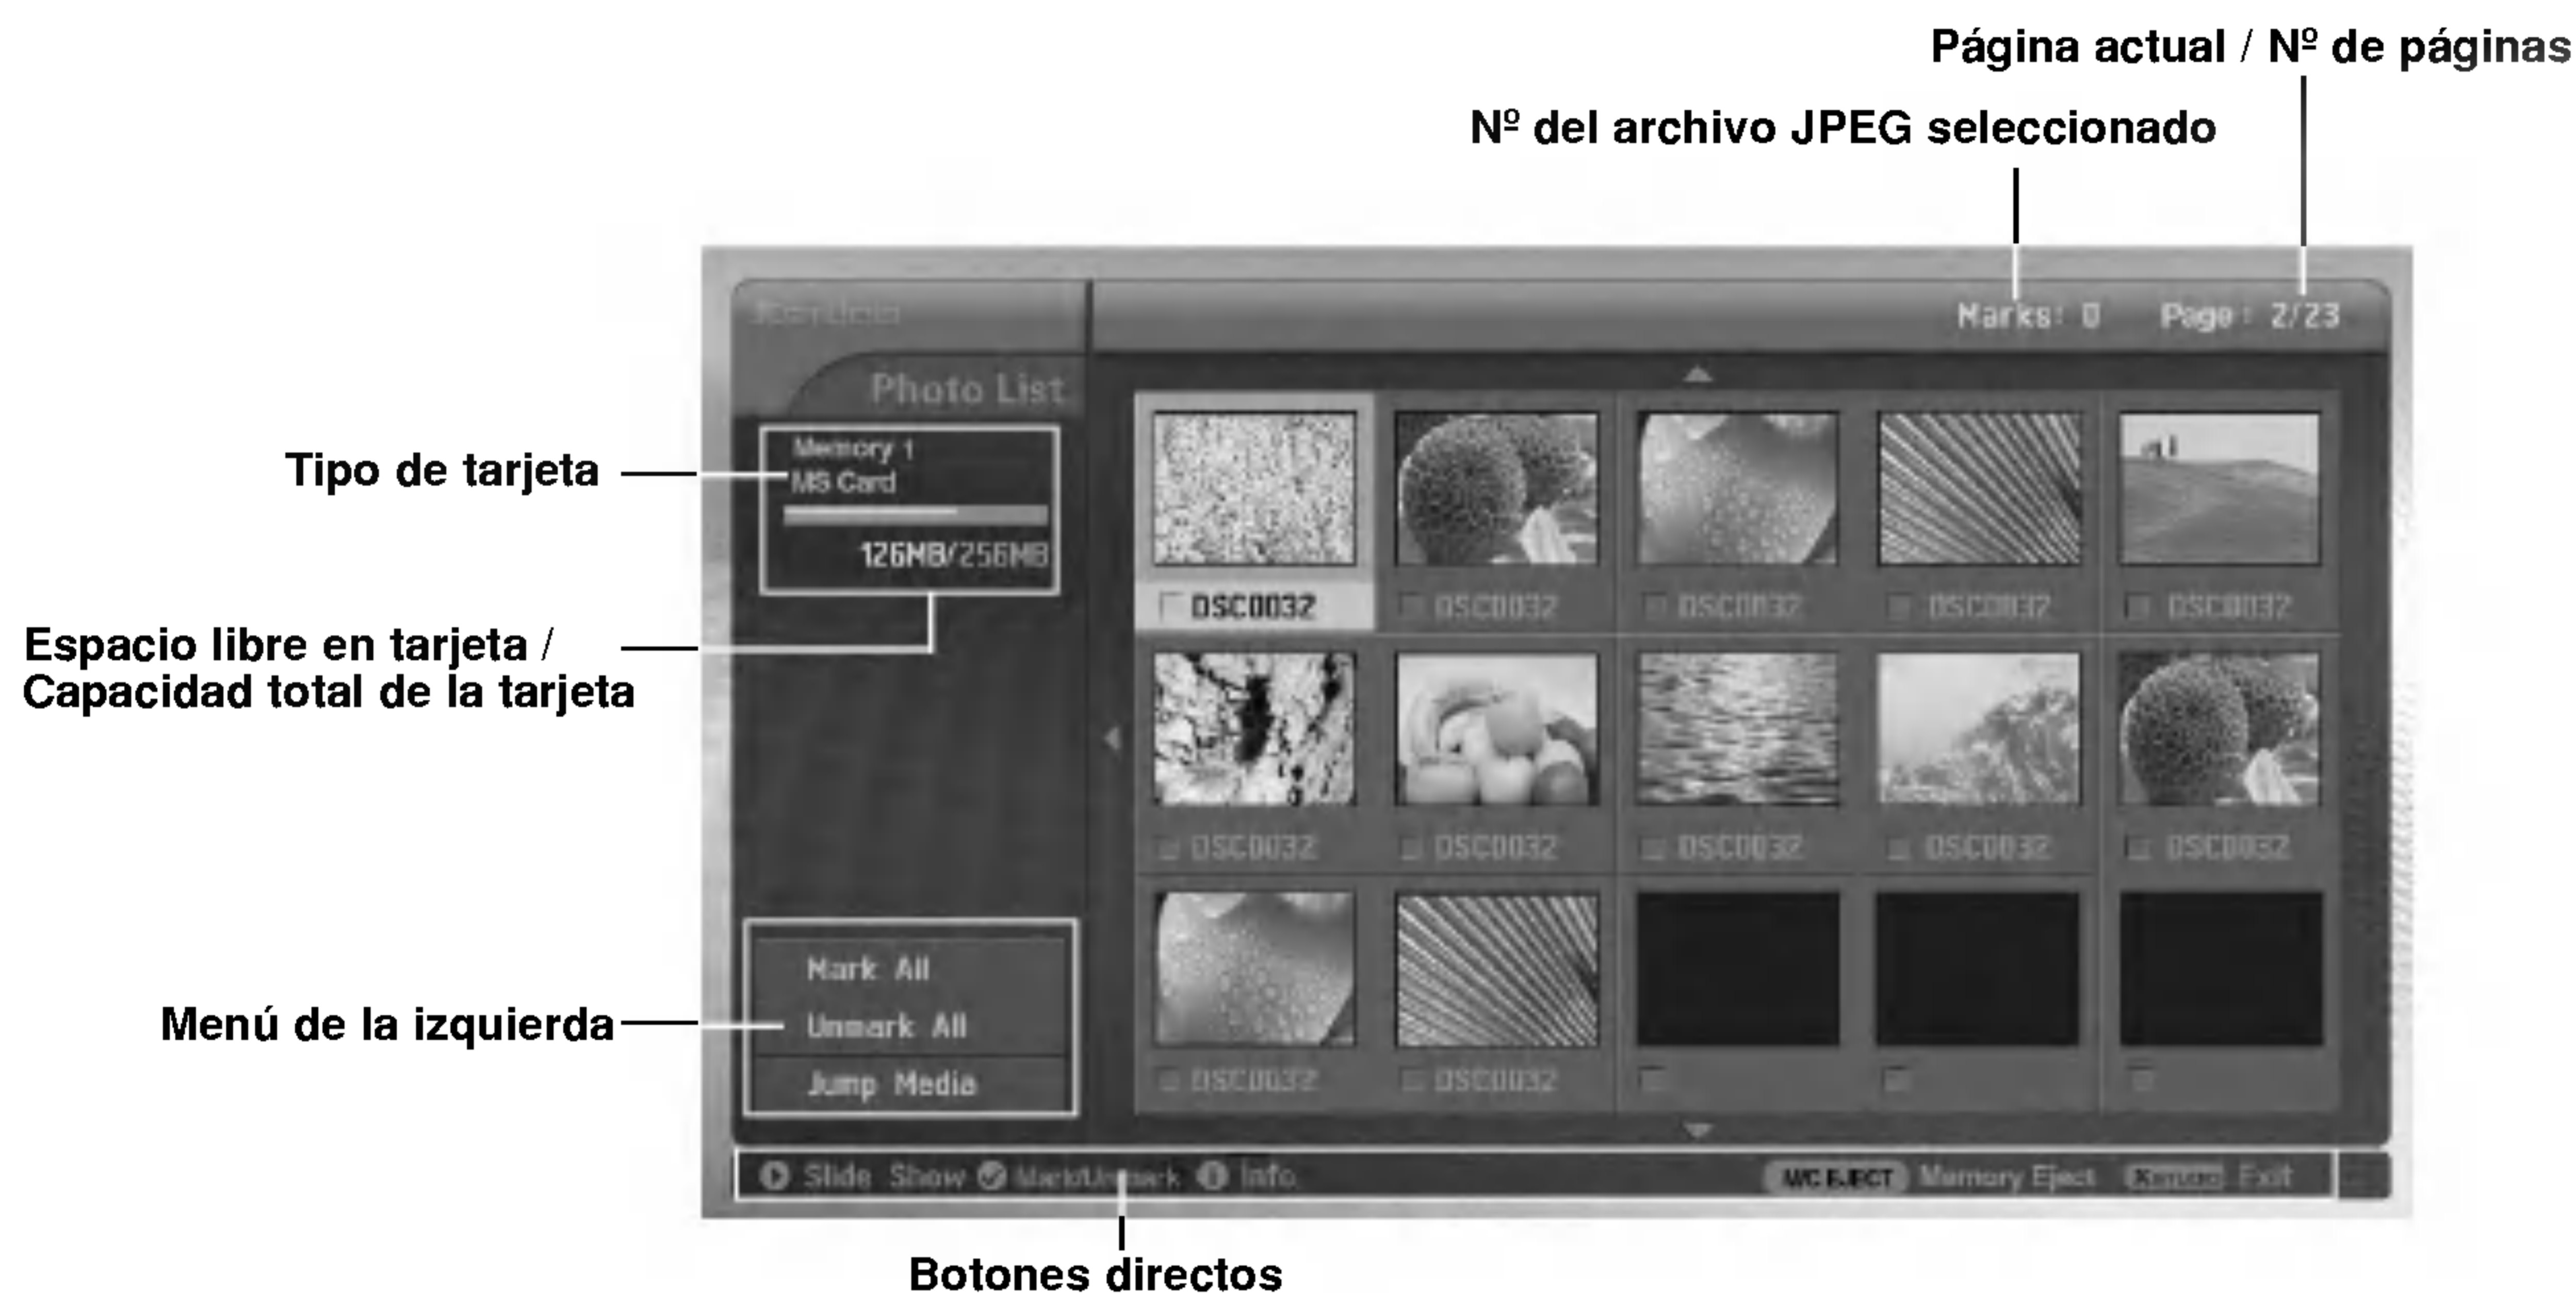 Página actual / Nº de páginas
Nº del archivo JPEG seleccionado
Marks: 0 Page: 2/23
Photo List
Tipo de tarjeta
Memory 1
MS Card
126MB/256MB
DSC0032 DSC0032 DSC0032 DSC0032 DSC0032
Espacio libre en tarjeta /
Capacidad total de la tarjeta
DSC0032 DSC0032 DSC0032 DSC0032 DSC0032
Menú de la izquierda
Mark All
Unmark All
Jump Media
DSC0032 DSC0032
Slide Show Mark/Unmark Info. M/C EJECT Memory Eject Exit
Botones directos